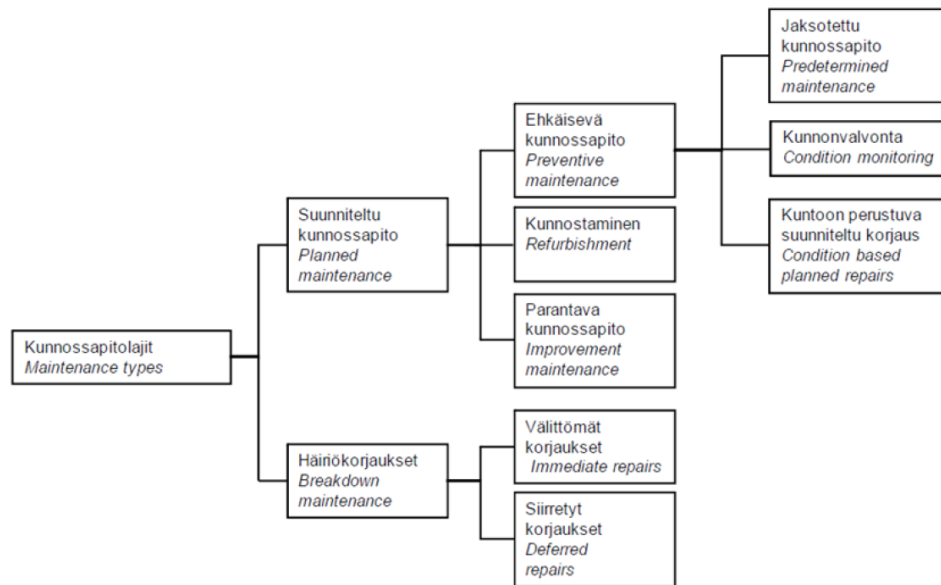 Jaksotettu
kunnossapito
Predetermined
maintenance
Ehkäisevä
kunnossapito
Preventive
maintenance
Kunnonvalvonta
Condition monitoring
Suunniteltu
kunnossapito
Planned
maintenance
Kunnostaminen
Refurbishment
Kuntoon perustuva
suunniteltu korjaus
Condition based
planned repairs
Parantava
kunnossapito
Improvement
maintenance
Kunnossapitolajit
Maintenance types
Häiriökorjaukset
Breakdown
maintenance
Välittömät
korjaukset
Immediate repairs
Siirretyt
korjaukset
Deferred
repairs